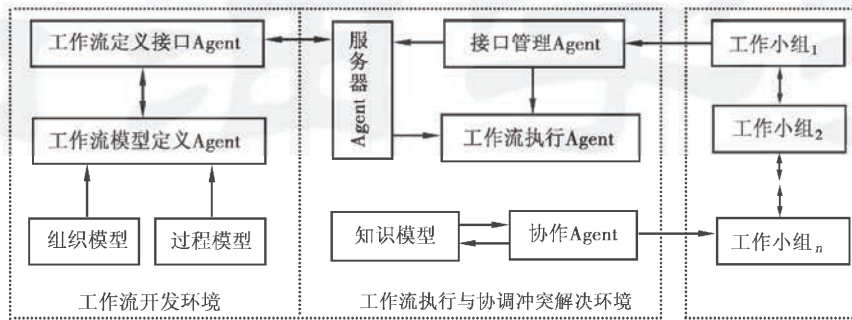 工作流定义接口Agent
服务器Agent
接口管理Agent
工作小组1
工作流模型定义Agent
工作流执行Agent
工作小组2
组织模型
过程模型
知识模型
协作Agent
工作小组n
工作流开发环境
工作流执行与协调冲突解决环境